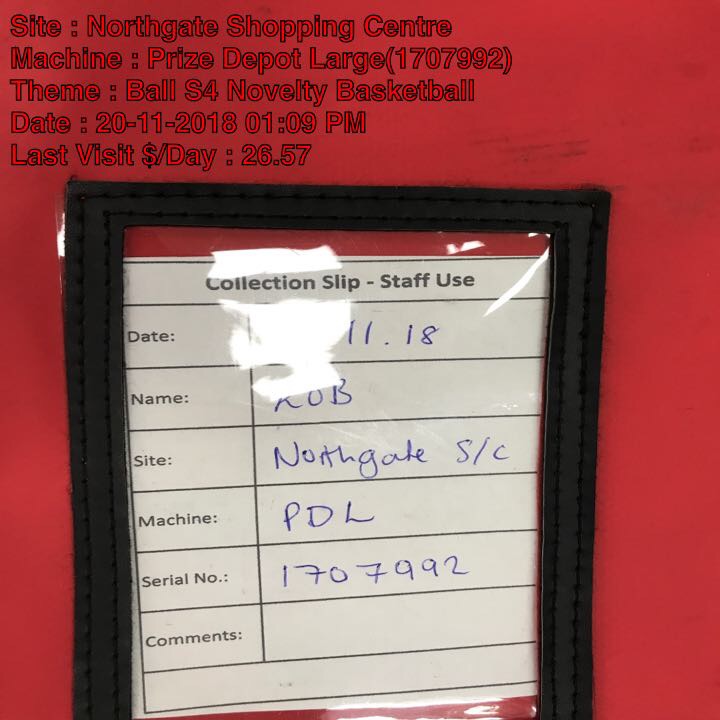 Site : Northgate Shopping Centre
Machine : Prize Depot Large(1707992)
Theme : Ball S4 Novelty Basketball
Date : 20-11-2018 01:09 PM
Last Visit $/Day : 26.57
Collection Slip - Staff Use
Date: 11.18
Name: ROB
Site: Northgate S/C
Machine: PDL
Serial No.: 1707992
Comments: